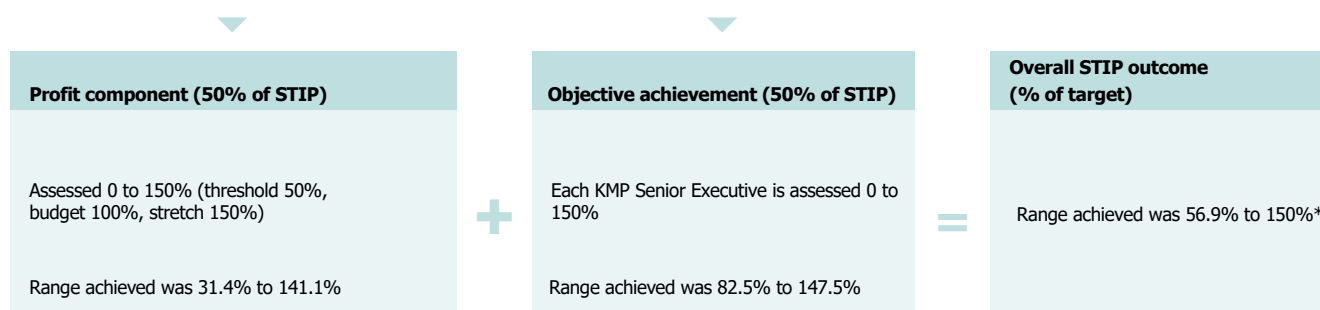 Profit component (50% of STIP)
Assessed 0 to 150% (threshold 50%,
budget 100%, stretch 150%)
Range achieved was 31.4% to 141.1%
+
Objective achievement (50% of STIP)
Each KMP Senior Executive is assessed 0 to
150%
Range achieved was 82.5% to 147.5%
=
Overall STIP outcome
(% of target)
Range achieved was 56.9% to 150%*